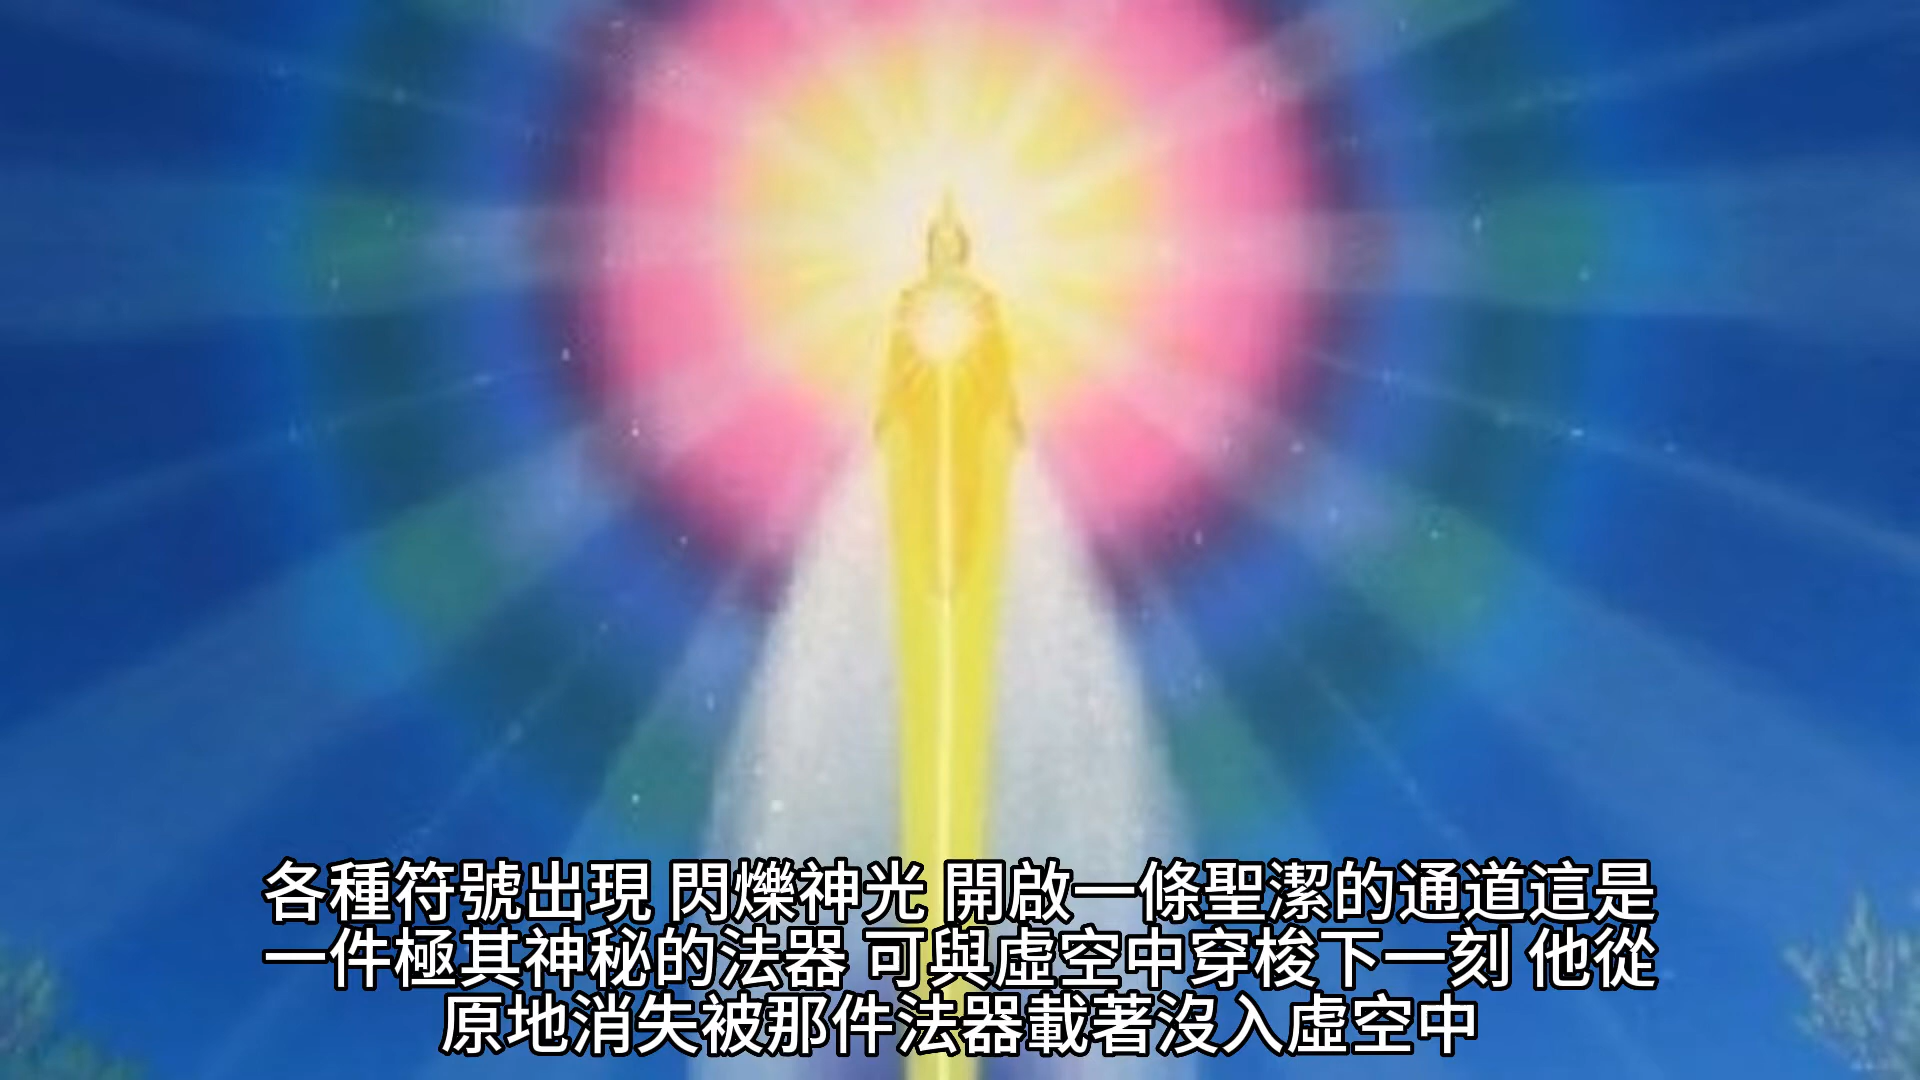 各種符號出現 閃爍神光 開啟一條聖潔的通道這是
一件極其神秘的法器 可與虛空中穿梭下一刻 他從
原地消失被那件法器載著沒入虛空中